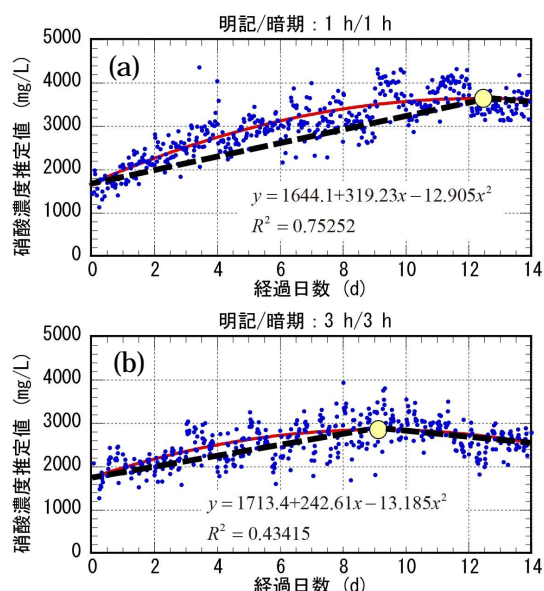 明記/暗期：1 h/1 h
(a)
硝酸濃度推定値 (mg/L)
5000
4000
3000
2000
1000
0
y = 1644.1+319.23x−12.905x²
R² = 0.75252
0 2 4 6 8 10 12 14
経過日数 (d)
明記/暗期：3 h/3 h
(b)
硝酸濃度推定値 (mg/L)
5000
4000
3000
2000
1000
0
y = 1713.4+242.61x−13.185x²
R² = 0.43415
0 2 4 6 8 10 12 14
経過日数 (d)